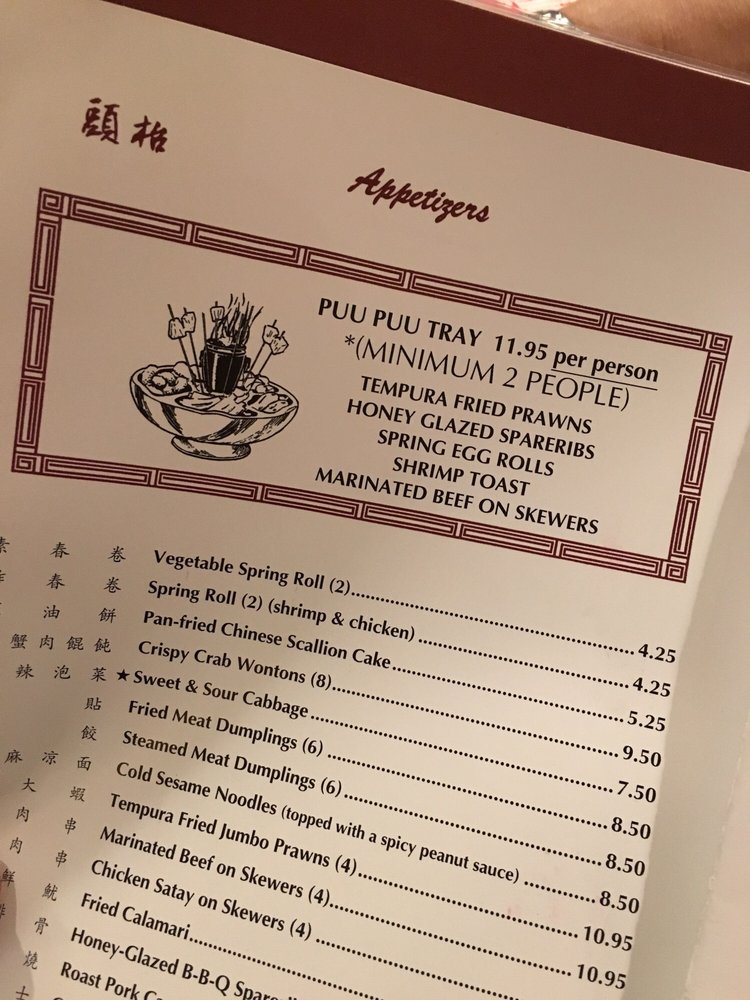 頭枱
Appetizers
PUU PUU TRAY 11.95 per person
*(MINIMUM 2 PEOPLE)
TEMPURA FRIED PRAWNS
HONEY GLAZED SPARERIBS
SPRING EGG ROLLS
SHRIMP TOAST
MARINATED BEEF ON SKEWERS
素春卷 Vegetable Spring Roll (2) 4.25
春卷 Spring Roll (2) (shrimp & chicken) 4.25
油餅 Pan-fried Chinese Scallion Cake 5.25
蟹肉餛飩 Crispy Crab Wontons (8) 9.50
辣泡菜 ★ Sweet & Sour Cabbage 7.50
貼 Fried Meat Dumplings (6) 8.50
餃 Steamed Meat Dumplings (6) 8.50
麻凉面 Cold Sesame Noodles (topped with a spicy peanut sauce) 8.50
大蝦 Tempura Fried Jumbo Prawns (4) 10.95
肉串 Marinated Beef on Skewers (4) 10.95
肉串 Chicken Satay on Skewers (4)
鮮魷 Fried Calamari
排骨 Honey-Glazed B-B-Q
燒 Roast Pork
士